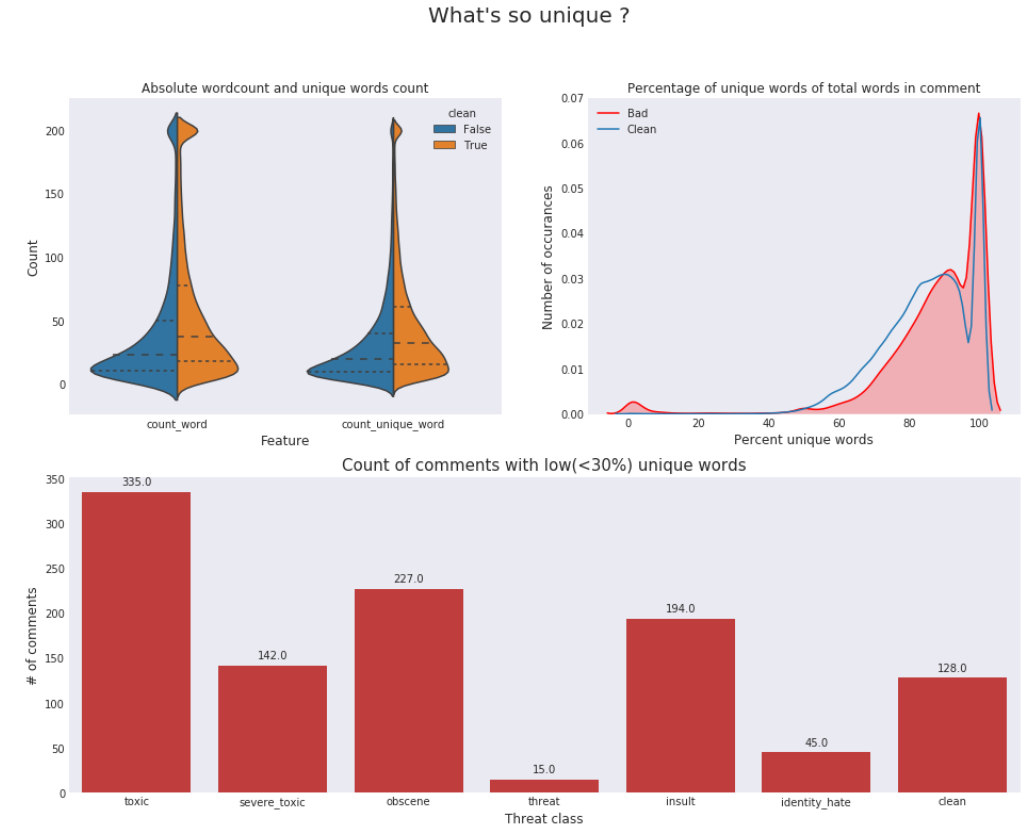 What's so unique ?
Absolute wordcount and unique words count
clean
False
True
200
150
100
50
0
Count
count_word
count_unique_word
Feature
Percentage of unique words of total words in comment
Bad
Clean
0.07
0.06
0.05
0.04
0.03
0.02
0.01
0.00
Number of occurances
0
20
40
60
80
100
Percent unique words
Count of comments with low(<30%) unique words
350
300
250
200
150
100
50
0
# of comments
335.0
142.0
227.0
15.0
194.0
45.0
128.0
toxic
severe_toxic
obscene
threat
insult
identity_hate
clean
Threat class